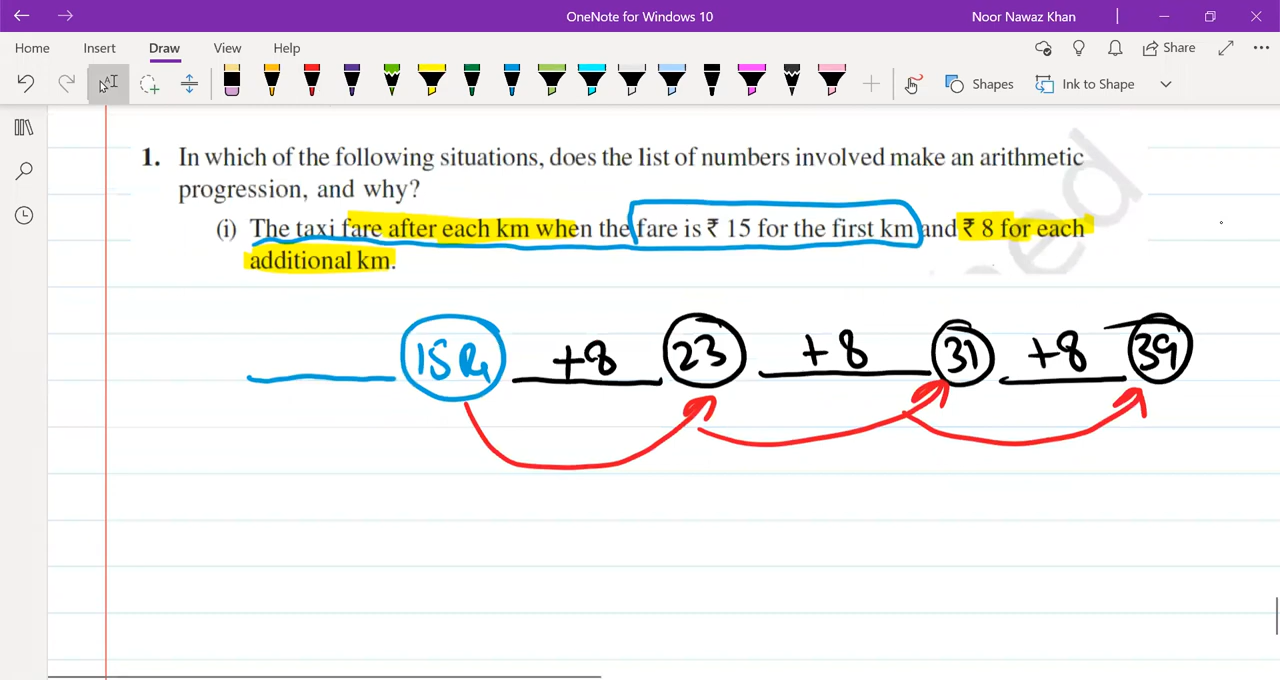 OneNote for Windows 10
Noor Nawaz Khan
Home Insert Draw View Help
Share
Shapes
Ink to Shape
1. In which of the following situations, does the list of numbers involved make an arithmetic
progression, and why?
(i) The taxi fare after each km when the fare is ₹ 15 for the first km and ₹ 8 for each
additional km.
15 +8 23 +8 31 +8 39